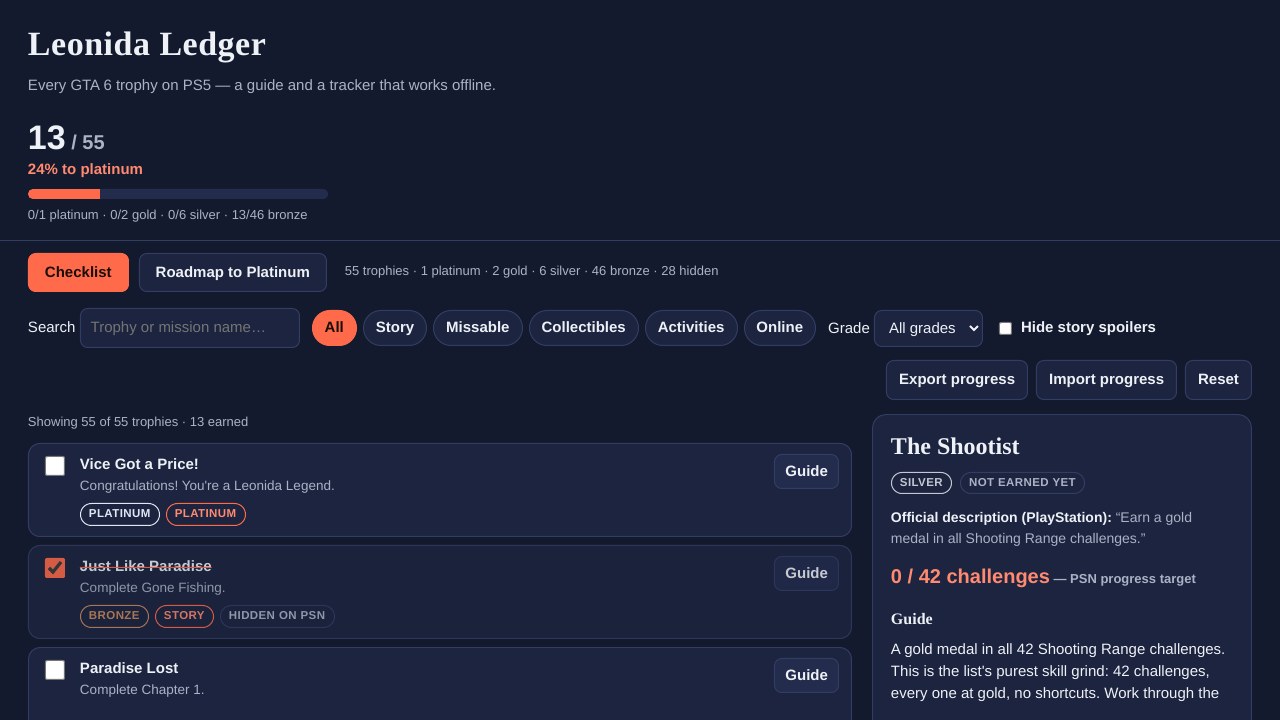 Leonida Ledger
Every GTA 6 trophy on PS5 — a guide and a tracker that works offline.
13 / 55
24% to platinum
0/1 platinum · 0/2 gold · 0/6 silver · 13/46 bronze
Checklist
Roadmap to Platinum
55 trophies · 1 platinum · 2 gold · 6 silver · 46 bronze · 28 hidden
Search
Trophy or mission name…
All
Story
Missable
Collectibles
Activities
Online
Grade
All grades
Hide story spoilers
Export progress
Import progress
Reset
Showing 55 of 55 trophies · 13 earned
Vice Got a Price!
Congratulations! You're a Leonida Legend.
PLATINUM
PLATINUM
Guide
Just Like Paradise
Complete Gone Fishing.
BRONZE
STORY
HIDDEN ON PSN
Guide
Paradise Lost
Complete Chapter 1.
Guide
The Shootist
SILVER
NOT EARNED YET
Official description (PlayStation): “Earn a gold
medal in all Shooting Range challenges.”
0 / 42 challenges — PSN progress target
Guide
A gold medal in all 42 Shooting Range challenges.
This is the list's purest skill grind: 42 challenges,
every one at gold, no shortcuts. Work through the